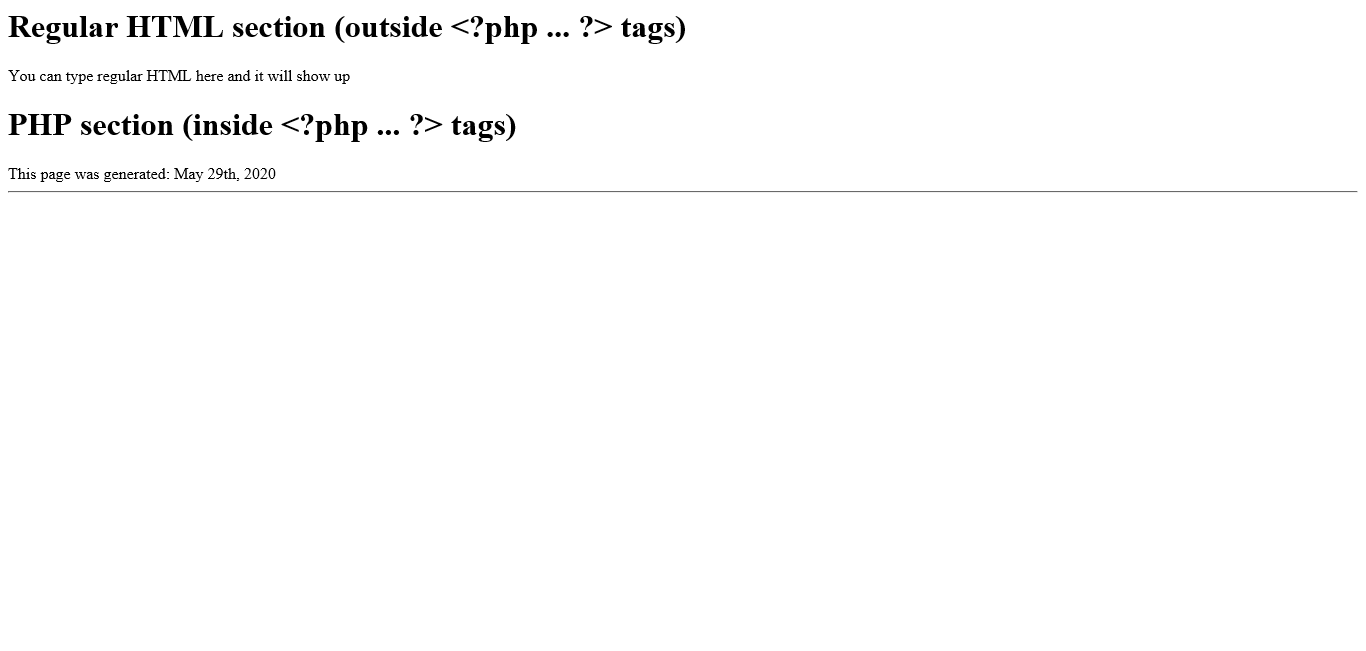 Regular HTML section (outside <?php ... ?> tags)
You can type regular HTML here and it will show up
PHP section (inside <?php ... ?> tags)
This page was generated: May 29th, 2020